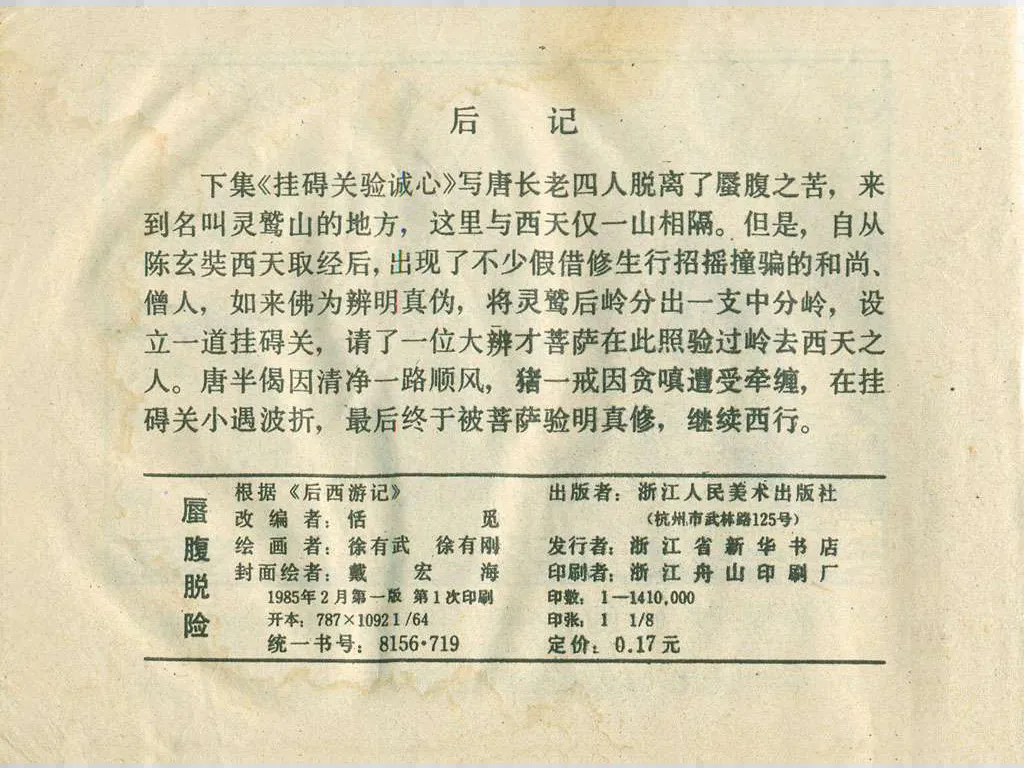 后 记
下集《挂碍关验诚心》写唐长老四人脱离了蜃腹之苦，来
到名叫灵鹫山的地方，这里与西天仅一山相隔。但是，自从
陈玄奘西天取经后，出现了不少假借修生行招摇撞骗的和尚、
僧人，如来佛为辨明真伪，将灵鹫后岭分出一支中分岭，设
立一道挂碍关，请了一位大辨才菩萨在此照验过岭去西天之
人。唐半偈因清净一路顺风，猪一戒因贪嗔遭受牵缠，在挂
碍关小遇波折，最后终于被菩萨验明真修，继续西行。
蜃腹脱险
根据《后西游记》
改编者：恬觅
绘画者：徐有武 徐有刚
封面绘者：戴宏海
1985年2月第一版 第1次印刷
开本：787×1092 1/64
统一书号：8156·719
出版者：浙江人民美术出版社
（杭州市武林路125号）
发行者：浙江省新华书店
印刷者：浙江舟山印刷厂
印数：1—1410,000
印张：1 1/8
定价：0.17元